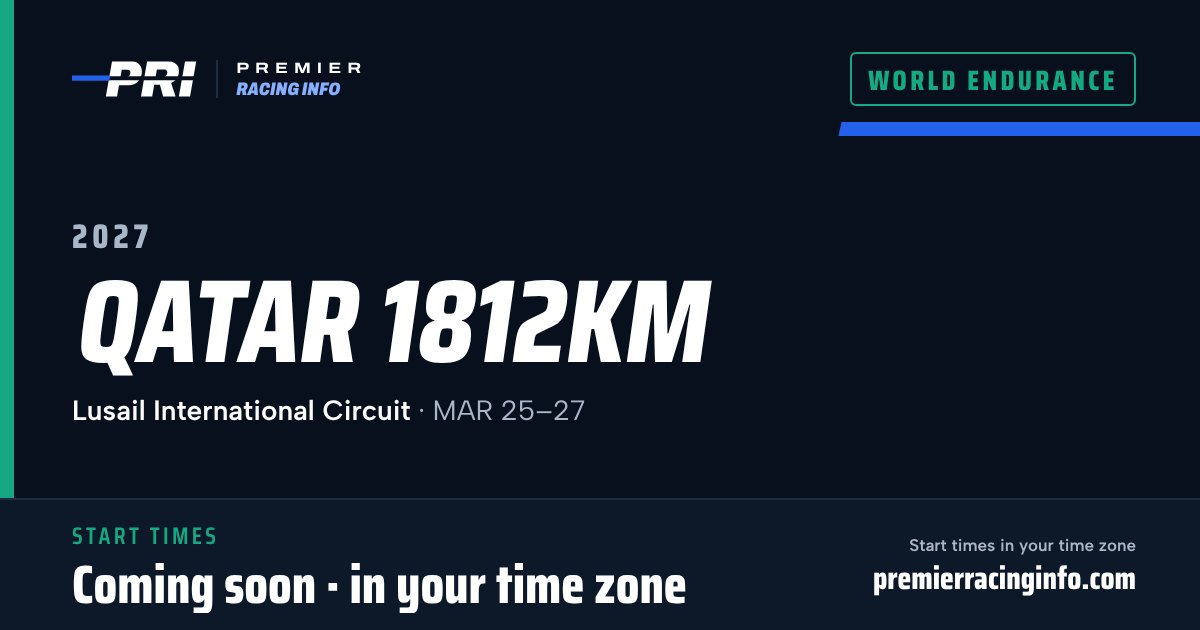 PRI
PREMIER
RACING INFO
WORLD ENDURANCE
2027
QATAR 1812KM
Lusail International Circuit · MAR 25–27
START TIMES
Coming soon · in your time zone
Start times in your time zone
premierracinginfo.com